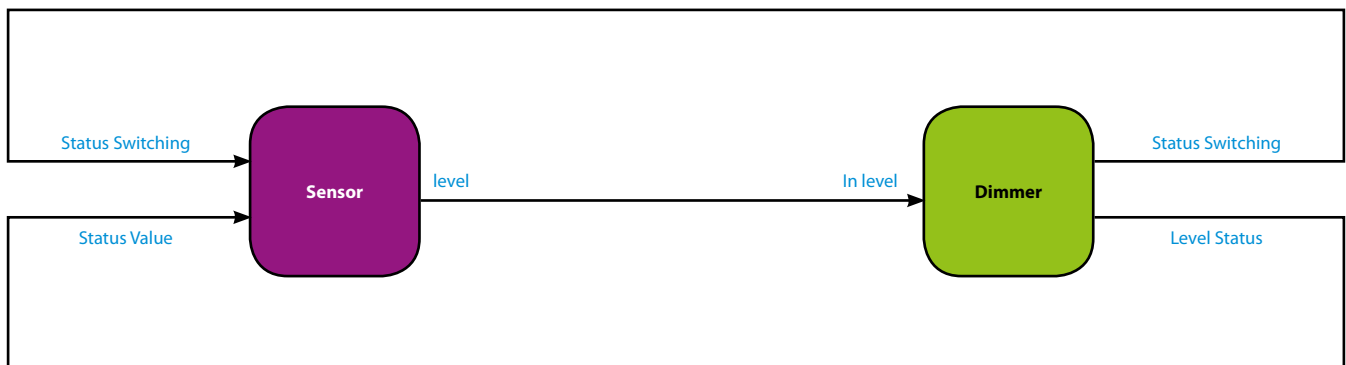 Status Switching
Status Switching
Sensor
level
In level
Dimmer
Status Value
Level Status